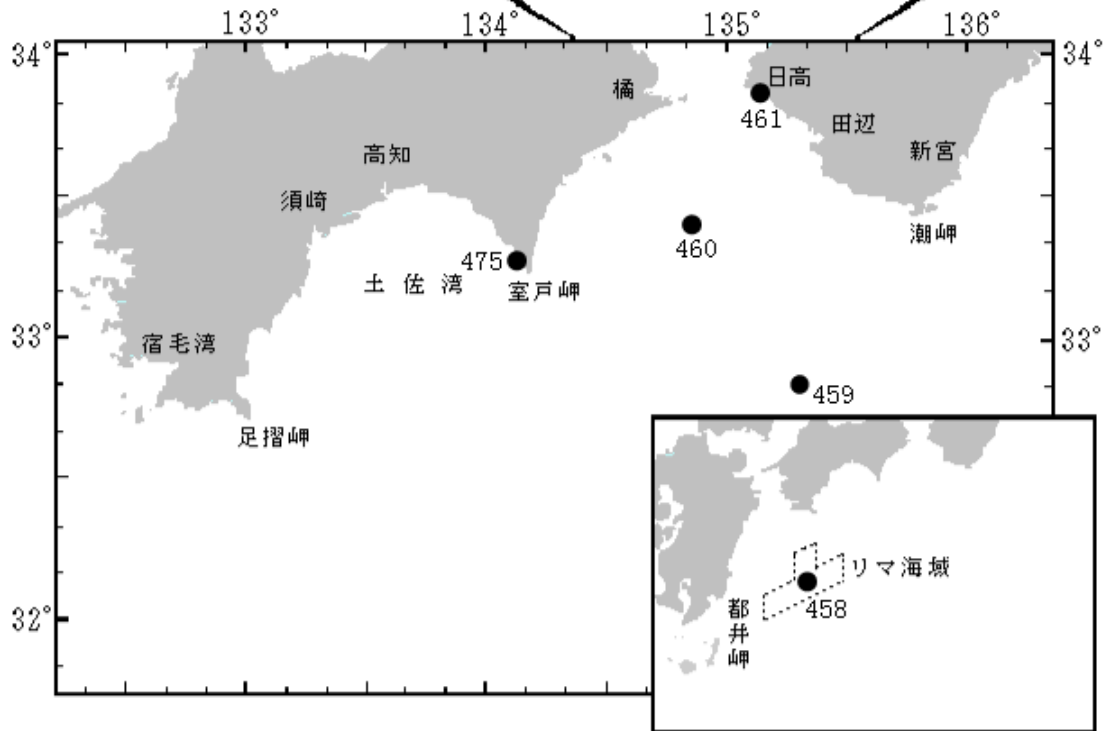 133° 134° 135° 136°
34° 34°
橘
日高
461
田辺
高知
新宮
須崎
潮岬
460
475
土佐湾
室戸岬
33° 33°
宿毛湾
459
足摺岬
リマ海域
458
都井岬
32°